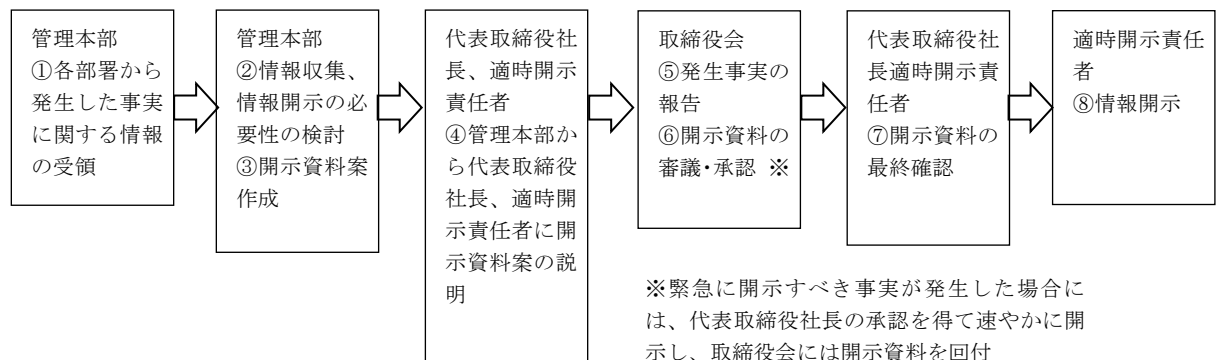 管理本部
①各部署から
発生した事実
に関する情報
の受領
管理本部
②情報収集、
情報開示の必
要性の検討
③開示資料案
作成
代表取締役社
長、適時開示
責任者
④管理本部か
ら代表取締役
社長、適時開
示責任者に開
示資料案の説
明
取締役会
⑤発生事実の
報告
⑥開示資料の
審議・承認 ※
代表取締役社
長適時開示責
任者
⑦開示資料の
最終確認
適時開示責任
者
⑧情報開示
※緊急に開示すべき事実が発生した場合に
は、代表取締役社長の承認を得て速やかに開
示し、取締役会には開示資料を回付